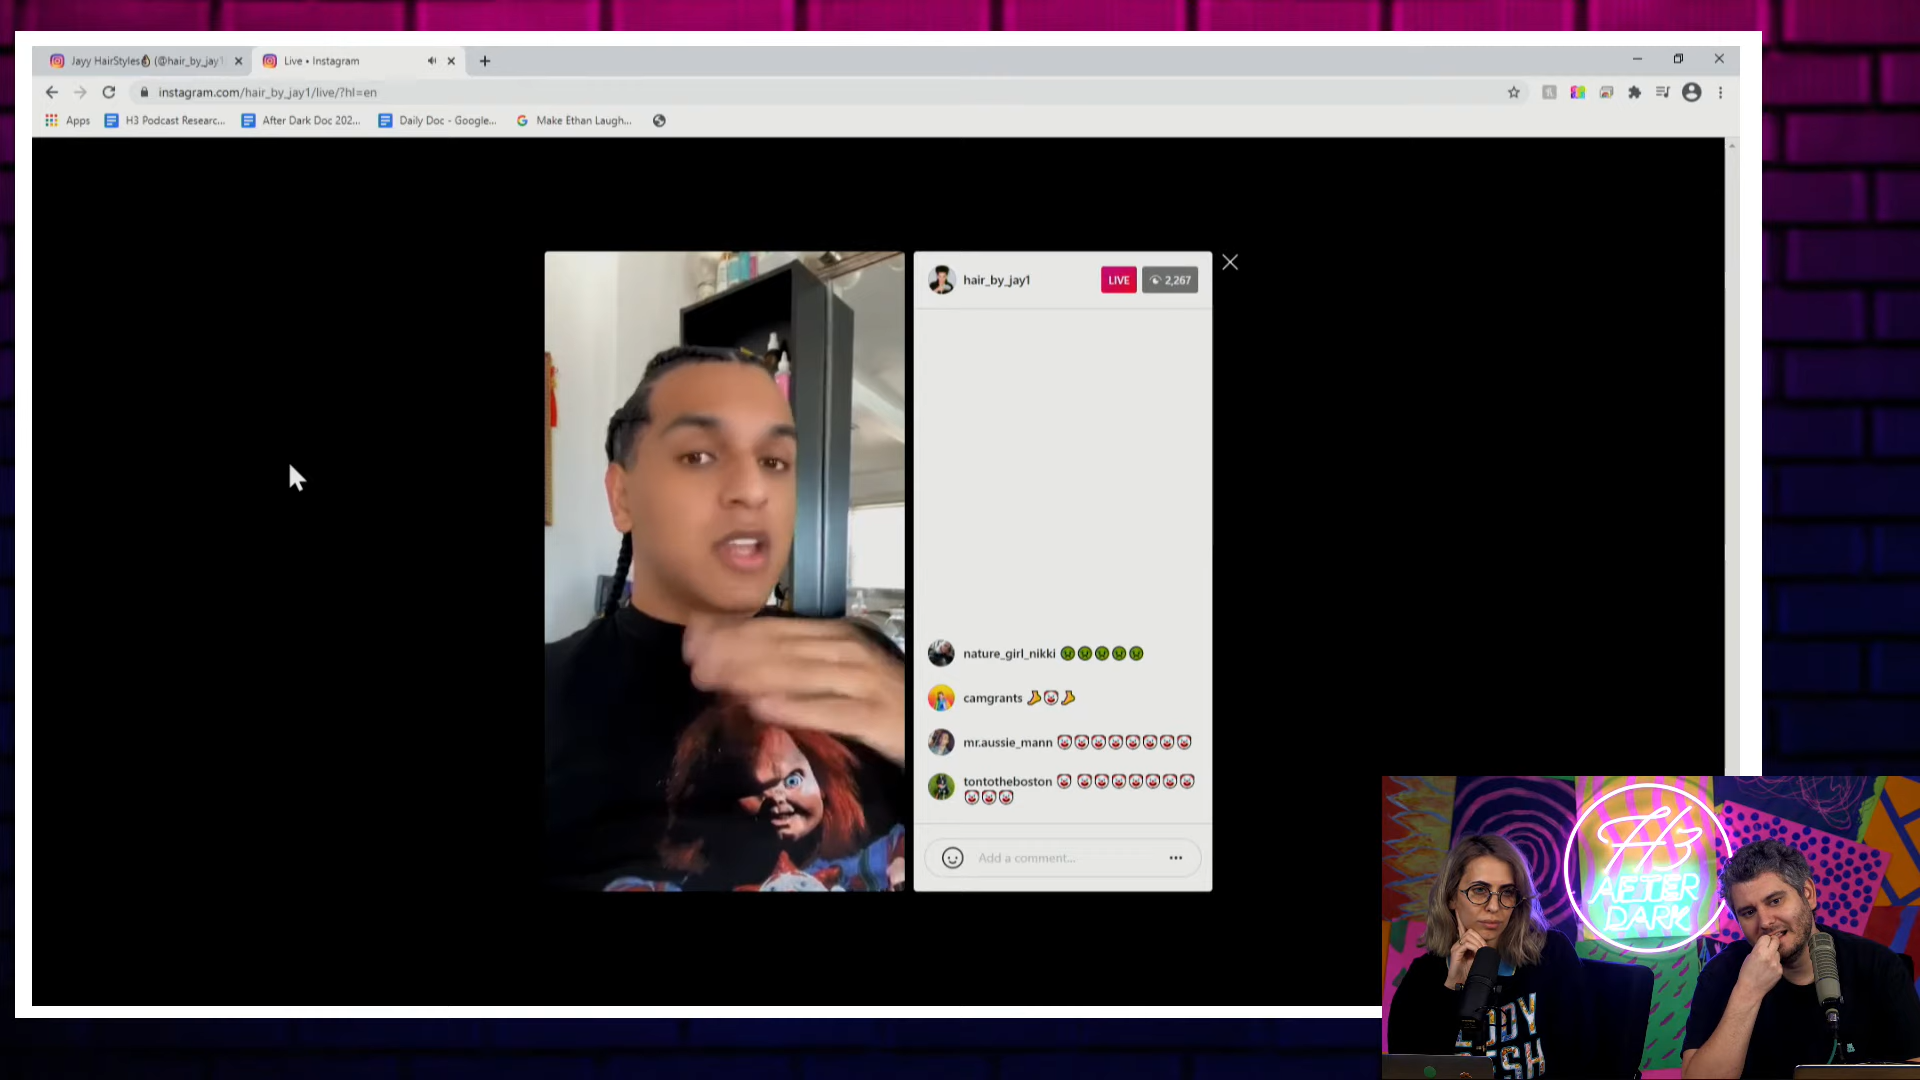 Jayy HairStyles (@hair_by_jay1
Live • Instagram
instagram.com/hair_by_jay1/live/?hl=en
Apps
H3 Podcast Researc...
After Dark Doc 202...
Daily Doc - Google...
Make Ethan Laugh...
hair_by_jay1
LIVE
2,267
nature_girl_nikki 🤢🤢🤢🤢🤢
camgrants 🦶🤡🦶
mr.aussie_mann 🤡🤡🤡🤡🤡🤡🤡🤡
tontotheboston 🤡 🤡🤡🤡🤡🤡🤡🤡
🤡🤡🤡
Add a comment...
H3
AFTER
DARK